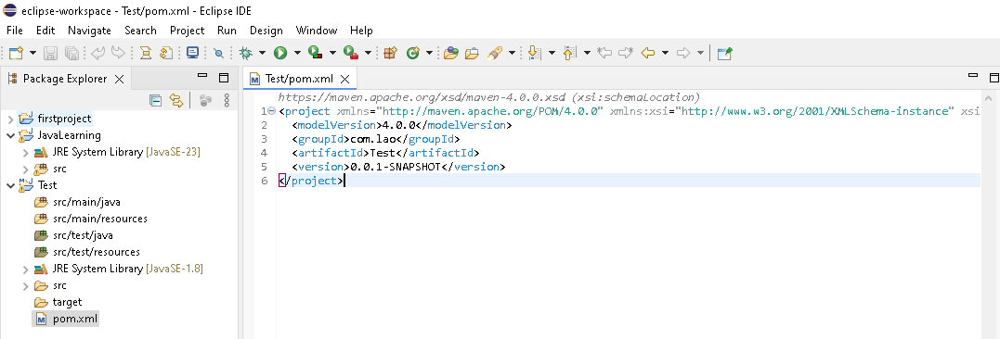 eclipse-workspace - Test/pom.xml - Eclipse IDE
File Edit Navigate Search Project Run Design Window Help
Package Explorer
firstproject
JavaLearning
JRE System Library [JavaSE-23]
src
Test
src/main/java
src/main/resources
src/test/java
src/test/resources
JRE System Library [JavaSE-1.8]
src
target
pom.xml
Test/pom.xml
https://maven.apache.org/xsd/maven-4.0.0.xsd (xsi:schemaLocation)
1 <project xmlns="http://maven.apache.org/POM/4.0.0" xmlns:xsi="http://www.w3.org/2001/XMLSchema-instance" xsi
2 <modelVersion>4.0.0</modelVersion>
3 <groupId>com.lao</groupId>
4 <artifactId>Test</artifactId>
5 <version>0.0.1-SNAPSHOT</version>
6 </project>